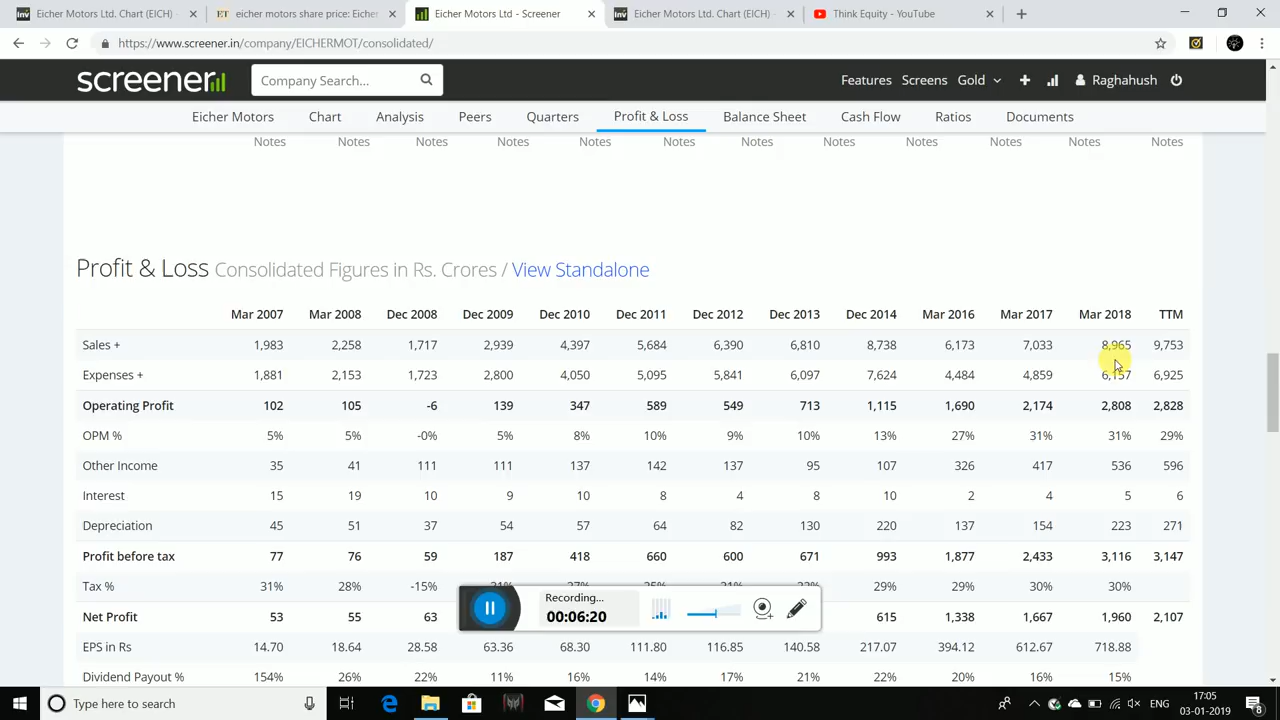 Eicher Motors Ltd. Chart (EICH) - eicher motors share price: Eicher Eicher Motors Ltd - Screener Eicher Motors Ltd. Chart (EICH) - Think Equity - YouTube
https://www.screener.in/company/EICHERMOT/consolidated/
screener Company Search... Features Screens Gold Raghahush
Eicher Motors Chart Analysis Peers Quarters Profit & Loss Balance Sheet Cash Flow Ratios Documents
Notes Notes Notes Notes Notes Notes Notes Notes Notes Notes Notes Notes
Profit & Loss Consolidated Figures in Rs. Crores / View Standalone
Mar 2007 Mar 2008 Dec 2008 Dec 2009 Dec 2010 Dec 2011 Dec 2012 Dec 2013 Dec 2014 Mar 2016 Mar 2017 Mar 2018 TTM
Sales + 1,983 2,258 1,717 2,939 4,397 5,684 6,390 6,810 8,738 6,173 7,033 8,965 9,753
Expenses + 1,881 2,153 1,723 2,800 4,050 5,095 5,841 6,097 7,624 4,484 4,859 6,157 6,925
Operating Profit 102 105 -6 139 347 589 549 713 1,115 1,690 2,174 2,808 2,828
OPM % 5% 5% -0% 5% 8% 10% 9% 10% 13% 27% 31% 31% 29%
Other Income 35 41 111 111 137 142 137 95 107 326 417 536 596
Interest 15 19 10 9 10 8 4 8 10 2 4 5 6
Depreciation 45 51 37 54 57 64 82 130 220 137 154 223 271
Profit before tax 77 76 59 187 418 660 600 671 993 1,877 2,433 3,116 3,147
Tax % 31% 28% -15% 29% 29% 30% 30%
Net Profit 53 55 63 615 1,338 1,667 1,960 2,107
Recording...
00:06:20
EPS in Rs 14.70 18.64 28.58 63.36 68.30 111.80 116.85 140.58 217.07 394.12 612.67 718.88
Dividend Payout % 154% 26% 22% 11% 16% 14% 17% 21% 22% 20% 16% 15%
Type here to search ENG 17:05
03-01-2019 8